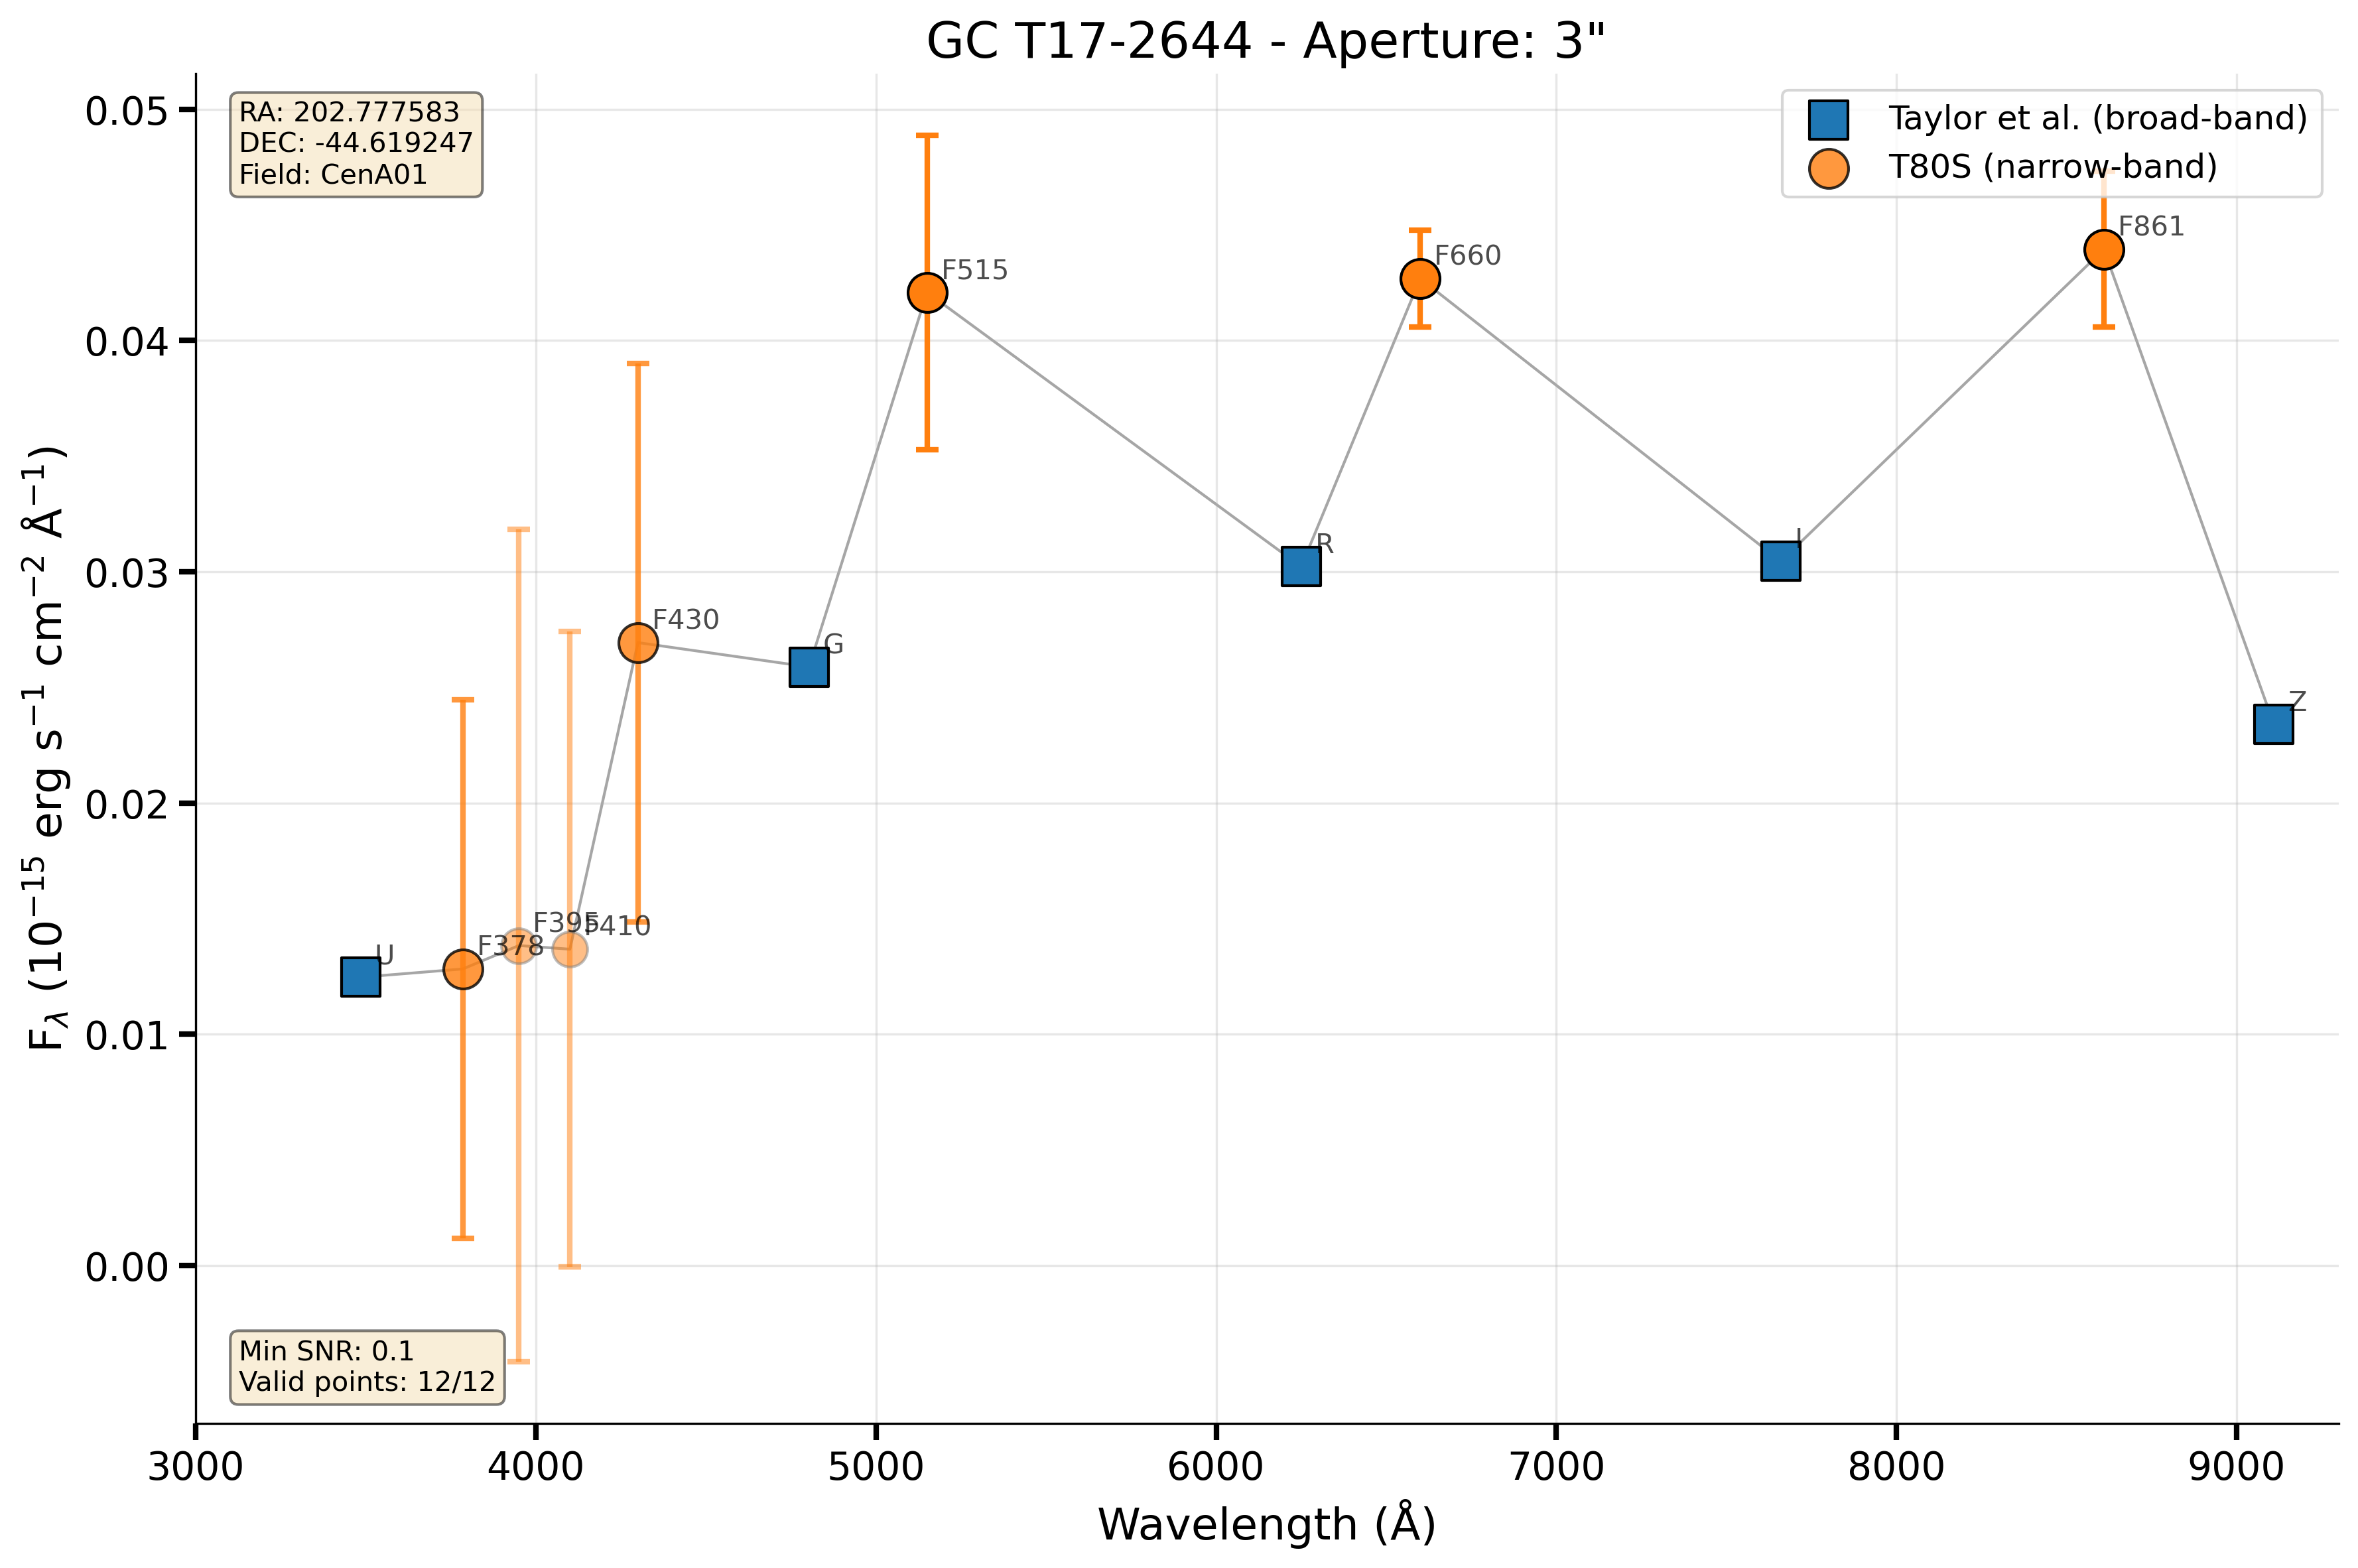 GC T17-2644 - Aperture: 3"
RA: 202.777583
DEC: -44.619247
Field: CenA01
Taylor et al. (broad-band)
T80S (narrow-band)
0.05
0.04
0.03
0.02
0.01
0.00
F861
F660
F515
R
I
F430
G
Z
U
F378
F395
F410
Min SNR: 0.1
Valid points: 12/12
3000 4000 5000 6000 7000 8000 9000
Wavelength (Å)
F_λ (10⁻¹⁵ erg s⁻¹ cm⁻² Å⁻¹)